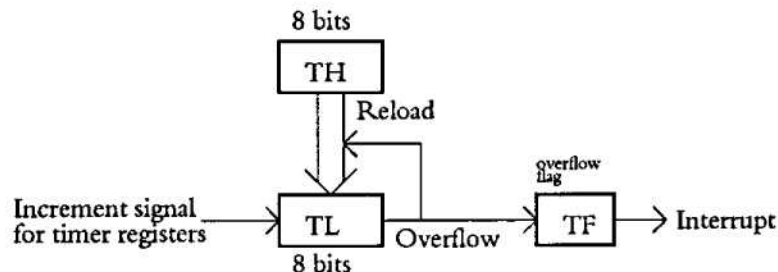 8 bits
TH
Reload
overflow
flag
Increment signal
for timer registers
TL
Overflow
TF
Interrupt
8 bits